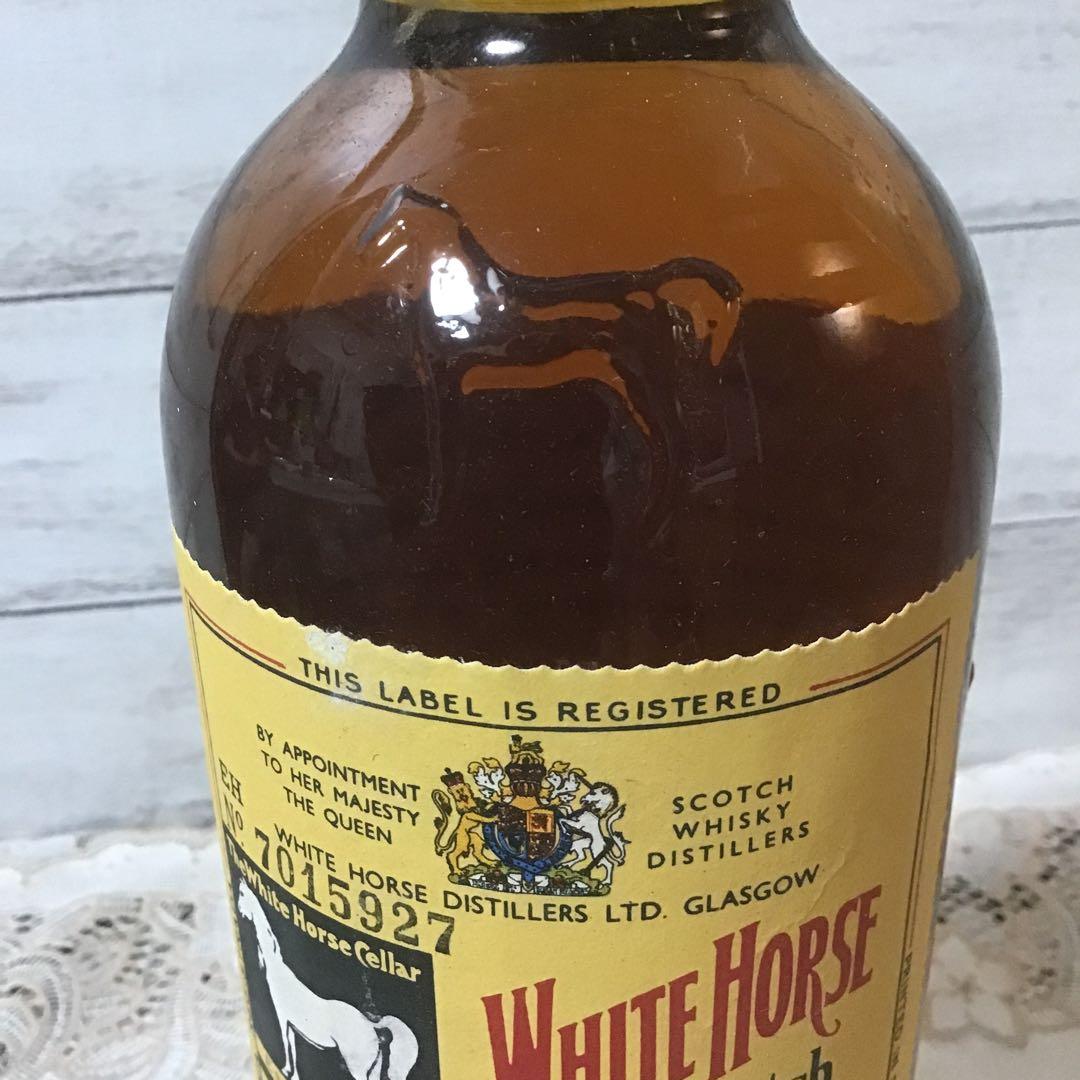 THIS LABEL IS REGISTERED
BY APPOINTMENT
TO HER MAJESTY
THE QUEEN
SCOTCH
WHISKY
DISTILLERS
WHITE HORSE DISTILLERS LTD. GLASGOW
EH
No 7015927
The White Horse Cellar
WHITE HORSE